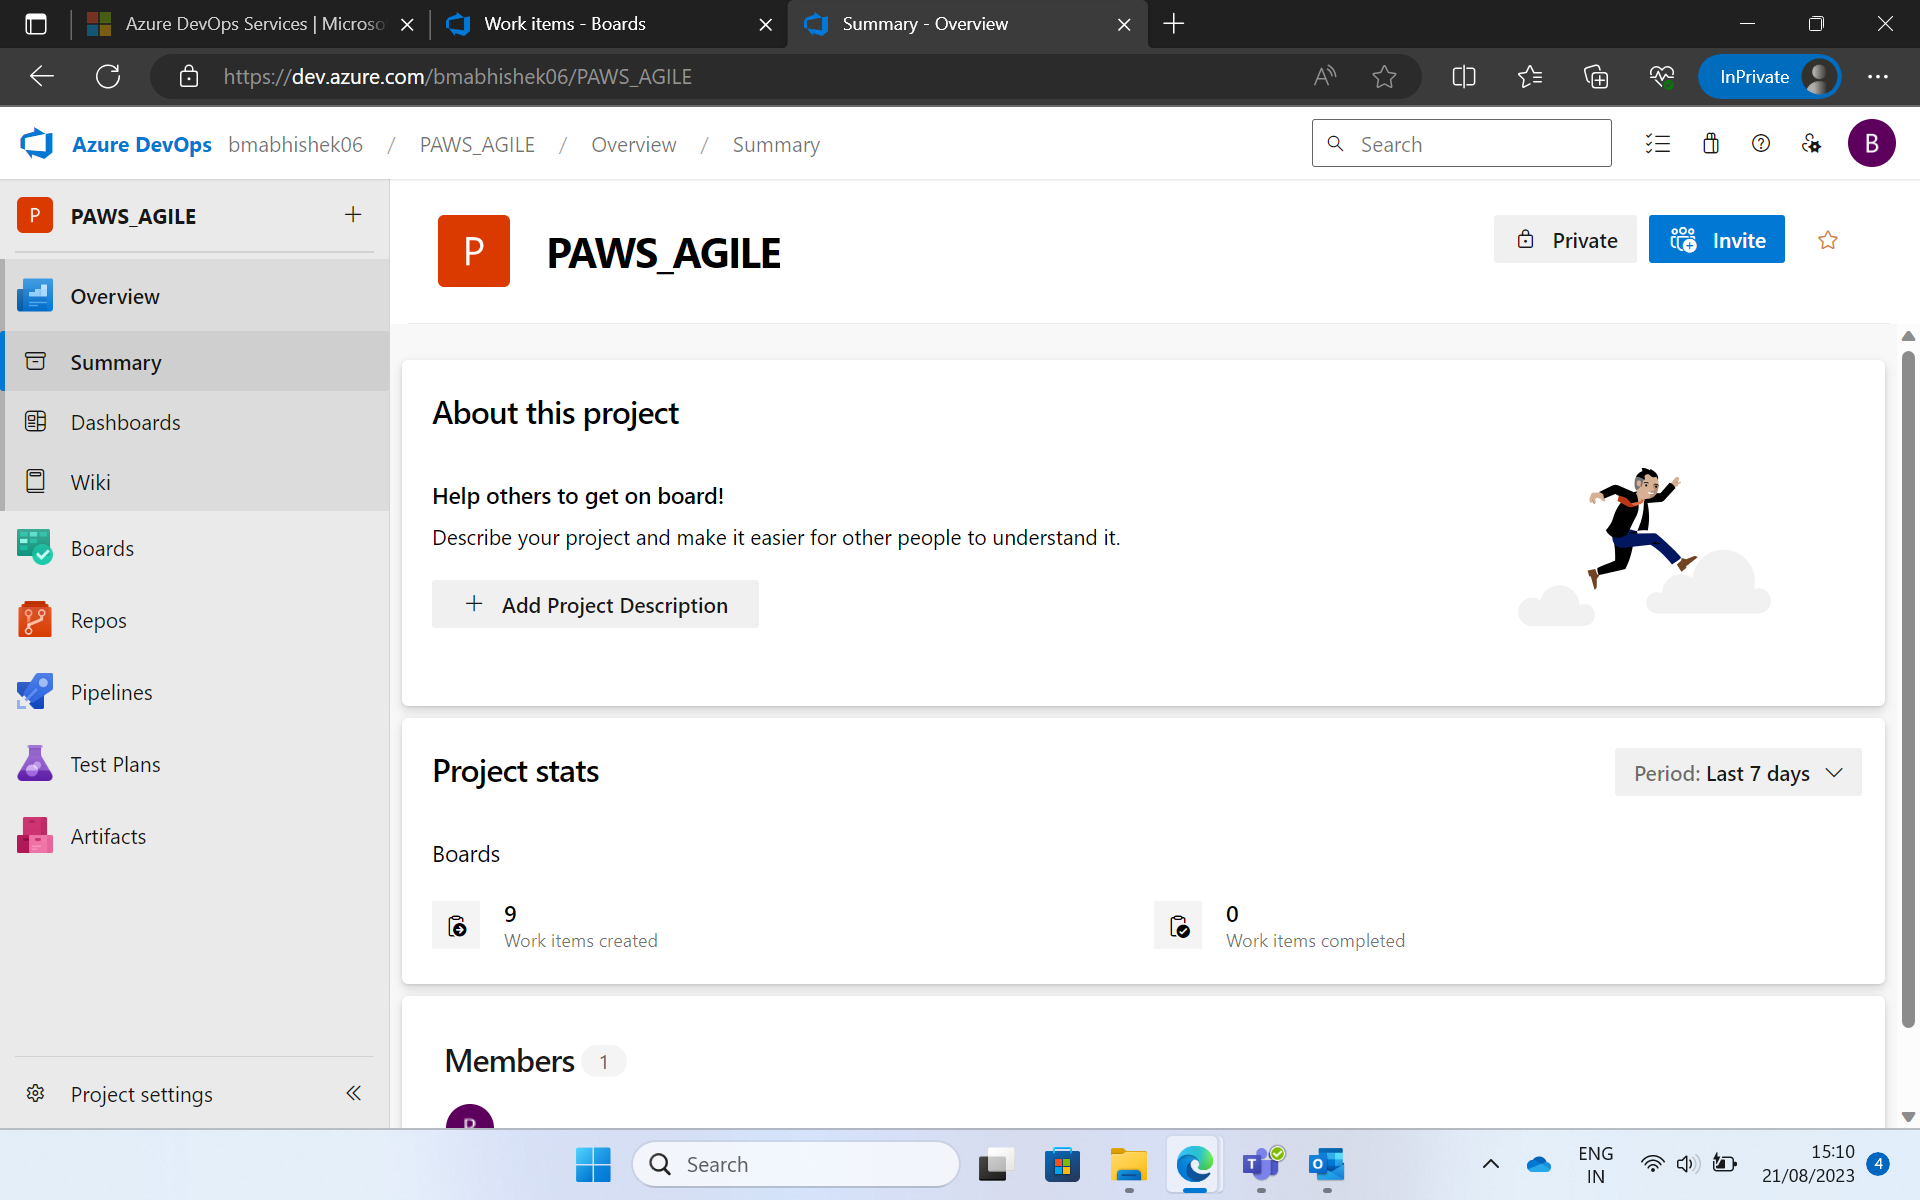 Azure DevOps Services | Microso
Work items - Boards
Summary - Overview
https://dev.azure.com/bmabhishek06/PAWS_AGILE
InPrivate
Azure DevOps bmabhishek06 / PAWS_AGILE / Overview / Summary
Search
B
P PAWS_AGILE
Overview
Summary
Dashboards
Wiki
Boards
Repos
Pipelines
Test Plans
Artifacts
Project settings
P PAWS_AGILE
Private
Invite
About this project
Help others to get on board!
Describe your project and make it easier for other people to understand it.
Add Project Description
Project stats
Period: Last 7 days
Boards
9
Work items created
0
Work items completed
Members 1
Search
ENG
IN
15:10
21/08/2023
4